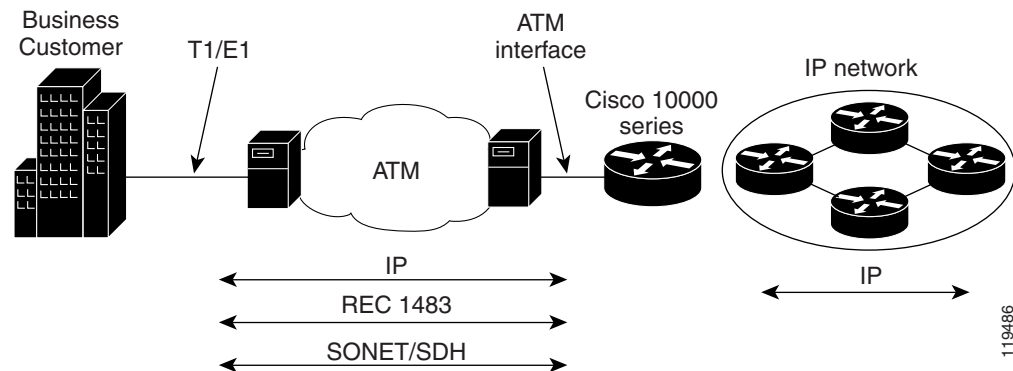 Business
Customer
T1/E1
ATM
interface
IP network
Cisco 10000
series
ATM
IP
REC 1483
SONET/SDH
IP
119486